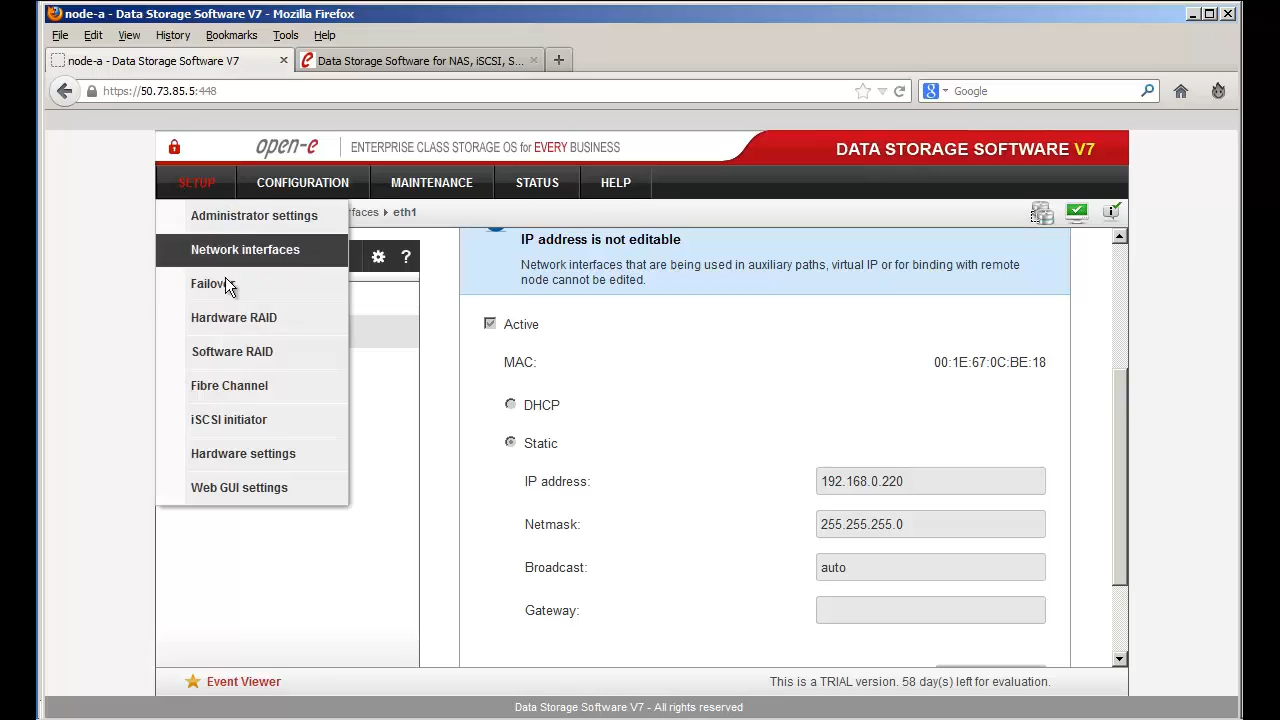 node-a - Data Storage Software V7 - Mozilla Firefox
File Edit View History Bookmarks Tools Help
node-a - Data Storage Software V7
Data Storage Software for NAS, iSCSI, S...
https://50.73.85.5:448
Google
open-e ENTERPRISE CLASS STORAGE OS for EVERY BUSINESS
DATA STORAGE SOFTWARE V7
SETUP CONFIGURATION MAINTENANCE STATUS HELP
rfaces eth1
Administrator settings
Network interfaces
Failov
Hardware RAID
Software RAID
Fibre Channel
iSCSI initiator
Hardware settings
Web GUI settings
?
IP address is not editable
Network interfaces that are being used in auxiliary paths, virtual IP or for binding with remote
node cannot be edited.
Active
MAC: 00:1E:67:0C:BE:18
DHCP
Static
IP address: 192.168.0.220
Netmask: 255.255.255.0
Broadcast: auto
Gateway:
Event Viewer
This is a TRIAL version. 58 day(s) left for evaluation.
Data Storage Software V7 - All rights reserved